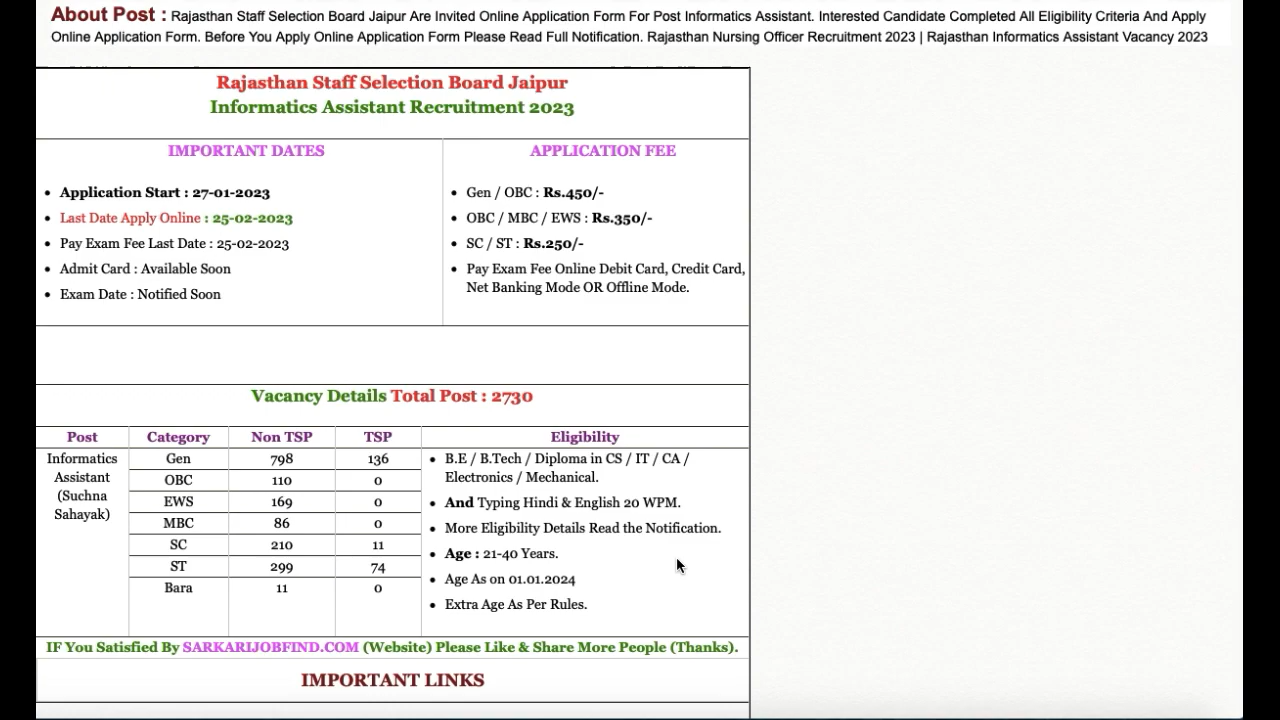 About Post : Rajasthan Staff Selection Board Jaipur Are Invited Online Application Form For Post Informatics Assistant. Interested Candidate Completed All Eligibility Criteria And Apply
Online Application Form. Before You Apply Online Application Form Please Read Full Notification. Rajasthan Nursing Officer Recruitment 2023 | Rajasthan Informatics Assistant Vacancy 2023
Rajasthan Staff Selection Board Jaipur
Informatics Assistant Recruitment 2023
IMPORTANT DATES
• Application Start : 27-01-2023
• Last Date Apply Online : 25-02-2023
• Pay Exam Fee Last Date : 25-02-2023
• Admit Card : Available Soon
• Exam Date : Notified Soon
APPLICATION FEE
• Gen / OBC : Rs.450/-
• OBC / MBC / EWS : Rs.350/-
• SC / ST : Rs.250/-
• Pay Exam Fee Online Debit Card, Credit Card,
Net Banking Mode OR Offline Mode.
Vacancy Details Total Post : 2730
Post Category Non TSP TSP Eligibility
Informatics
Assistant
(Suchna
Sahayak)
Gen 798 136
OBC 110 0
EWS 169 0
MBC 86 0
SC 210 11
ST 299 74
Bara 11 0
• B.E / B.Tech / Diploma in CS / IT / CA /
Electronics / Mechanical.
• And Typing Hindi & English 20 WPM.
• More Eligibility Details Read the Notification.
• Age : 21-40 Years.
• Age As on 01.01.2024
• Extra Age As Per Rules.
IF You Satisfied By SARKARIJOBFIND.COM (Website) Please Like & Share More People (Thanks).
IMPORTANT LINKS